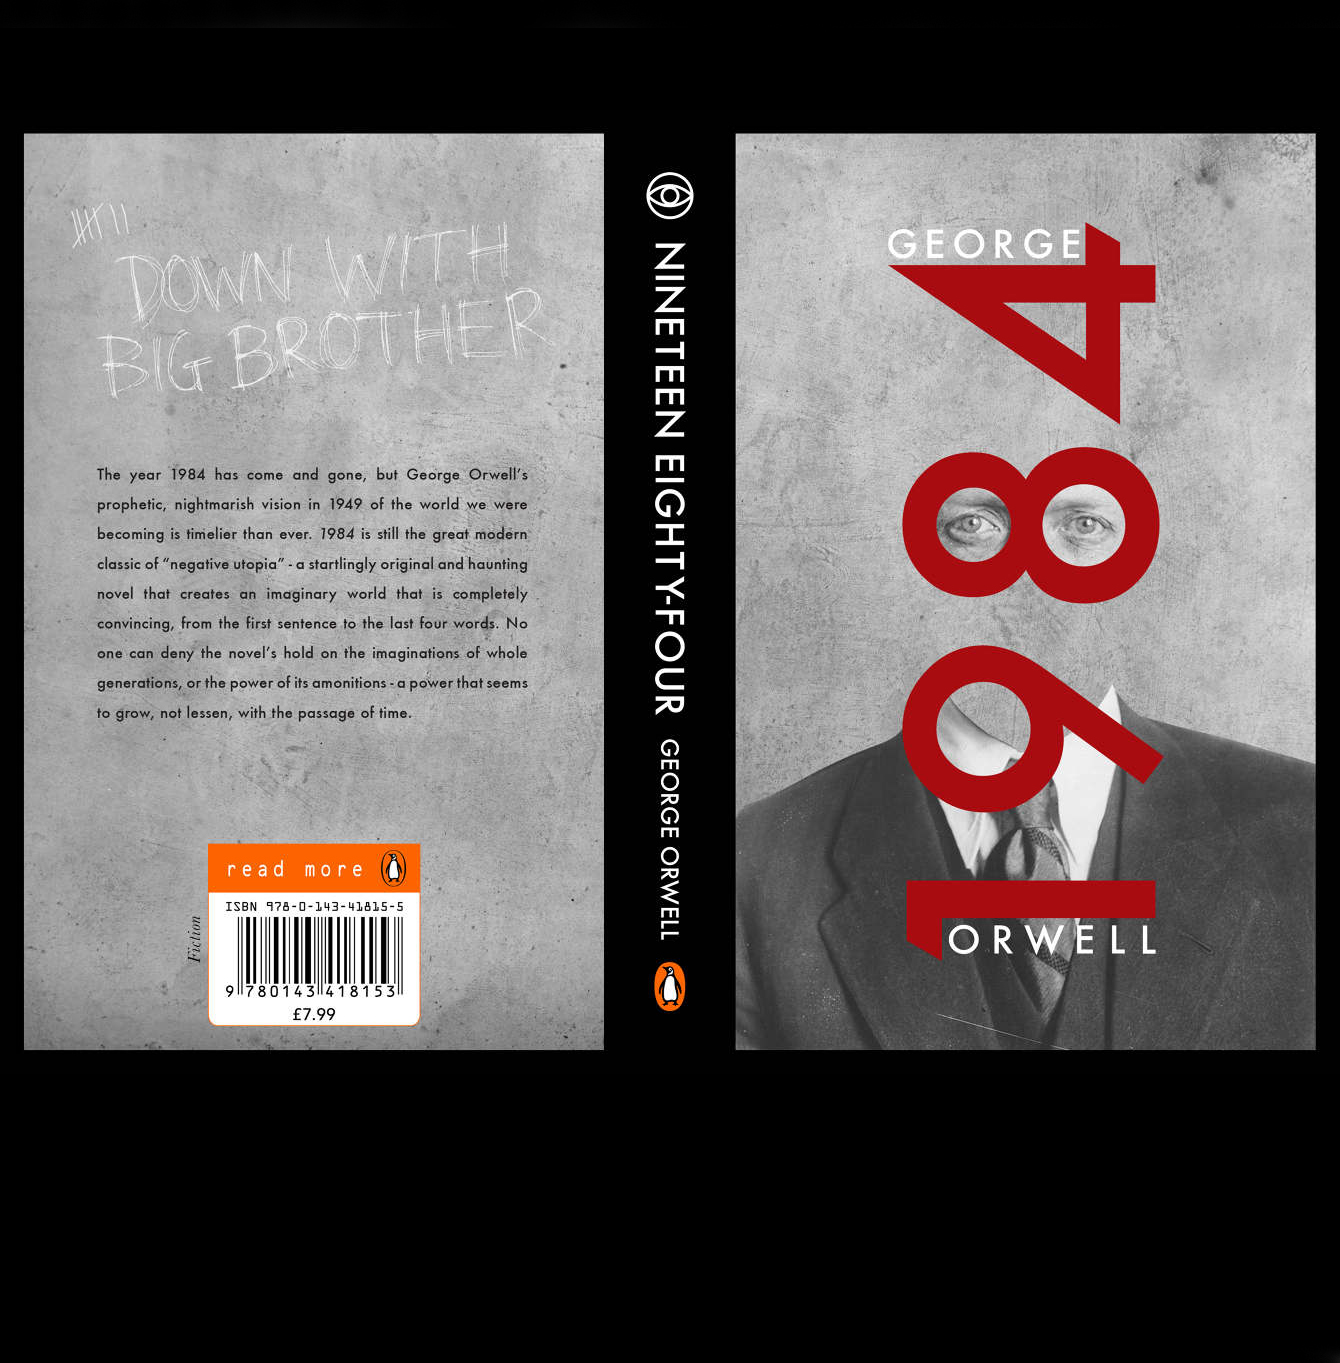 DOWN WITH
BIG BROTHER
The year 1984 has come and gone, but George Orwell's
prophetic, nightmarish vision in 1949 of the world we were
becoming is timelier than ever. 1984 is still the great modern
classic of “negative utopia” - a startlingly original and haunting
novel that creates an imaginary world that is completely
convincing, from the first sentence to the last four words. No
one can deny the novel's hold on the imaginations of whole
generations, or the power of its amonitions - a power that seems
to grow, not lessen, with the passage of time.
read more
Fiction
ISBN 978-0-143-41815-5
9 780143 418153
£7.99
NINETEEN EIGHTY-FOUR
GEORGE ORWELL
GEORGE
1984
ORWELL